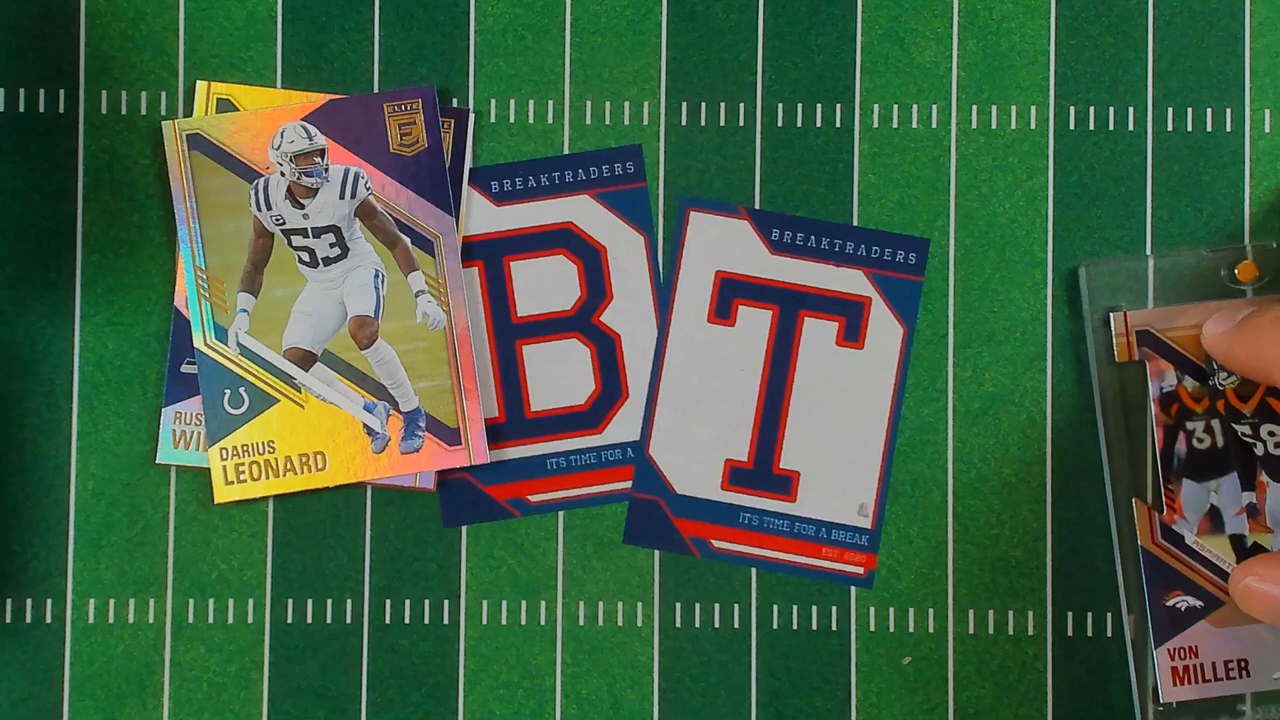 ELITE
E
53
RUS
WI
DARIUS
LEONARD
BREAKTRADERS
B
IT'S TIME FOR A
BREAKTRADERS
T
IT'S TIME FOR A BREAK
EST 2020
31
58
VON
MILLER